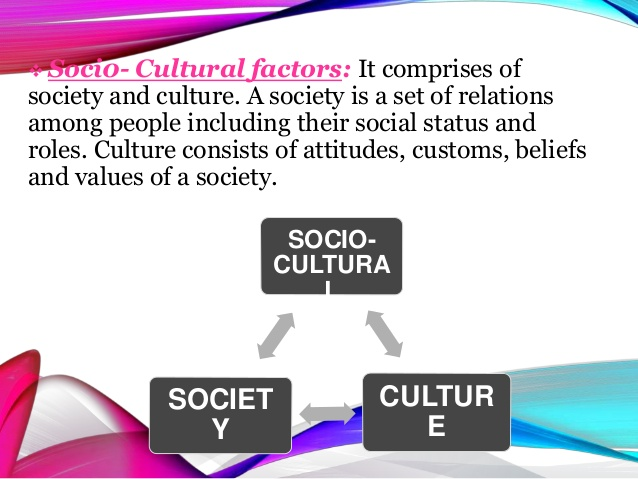 Soci0- Cultural factors: It comprises of
society and culture. A society is a set of relations
among people including their social status and
roles. Culture consists of attitudes, customs, beliefs
and values of a society.
SOCIO-
CULTURA
L
SOCIET
Y
CULTUR
E